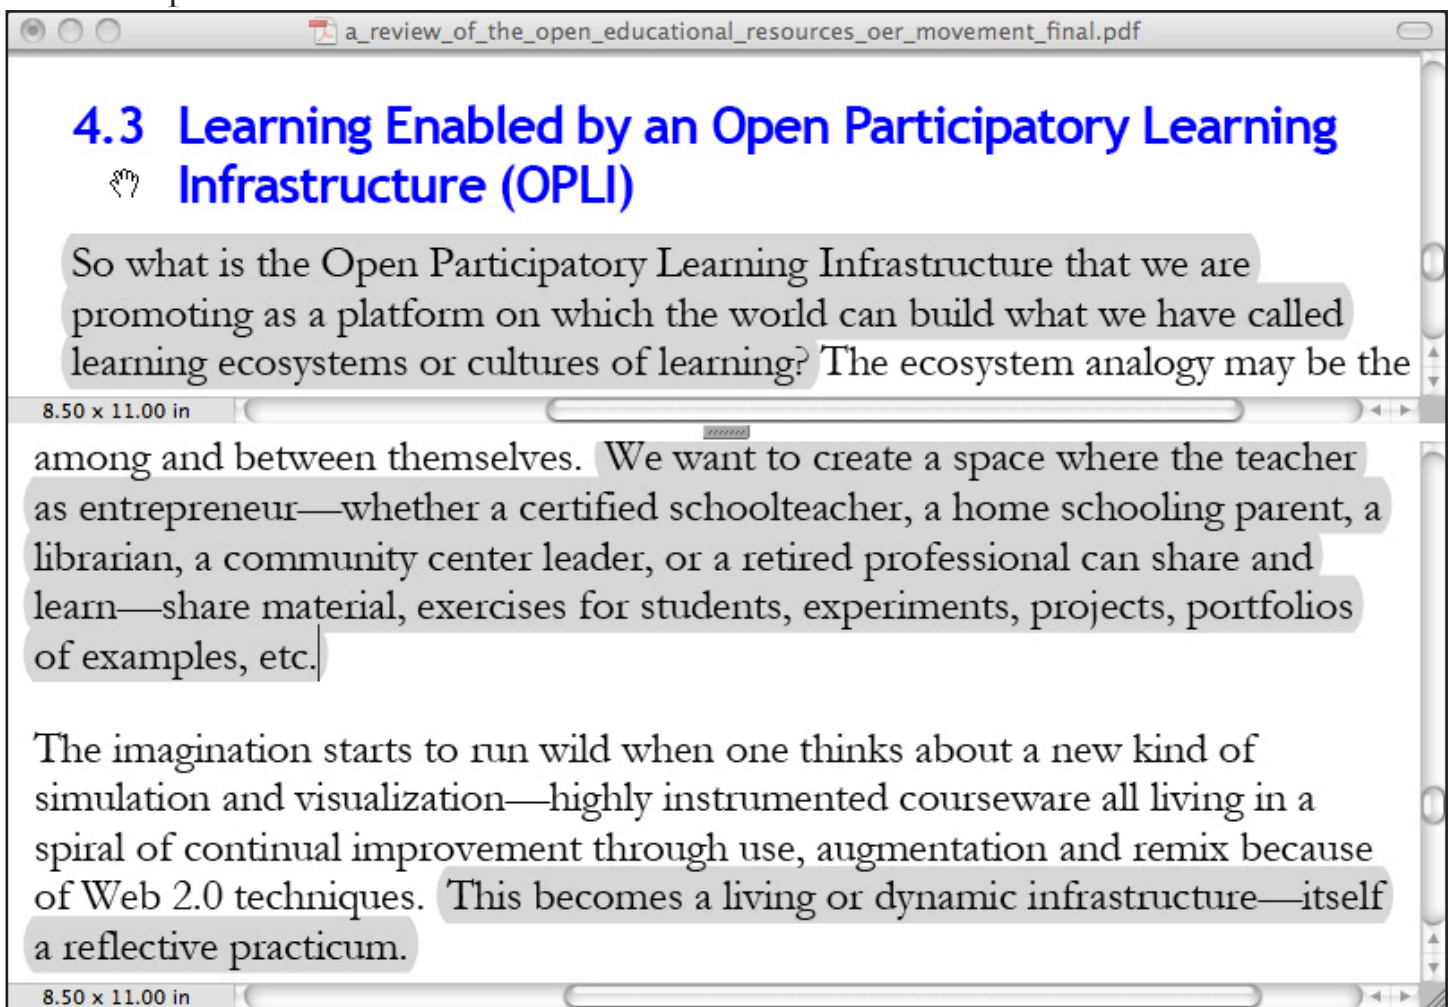 a_review_of_the_open_educational_resources_oer_movement_final.pdf
4.3 Learning Enabled by an Open Participatory Learning
Infrastructure (OPLI)
So what is the Open Participatory Learning Infrastructure that we are
promoting as a platform on which the world can build what we have called
learning ecosystems or cultures of learning? The ecosystem analogy may be the
8.50 x 11.00 in
among and between themselves. We want to create a space where the teacher
as entrepreneur—whether a certified schoolteacher, a home schooling parent, a
librarian, a community center leader, or a retired professional can share and
learn—share material, exercises for students, experiments, projects, portfolios
of examples, etc.
The imagination starts to run wild when one thinks about a new kind of
simulation and visualization—highly instrumented courseware all living in a
spiral of continual improvement through use, augmentation and remix because
of Web 2.0 techniques. This becomes a living or dynamic infrastructure—itself
a reflective practicum.
8.50 x 11.00 in